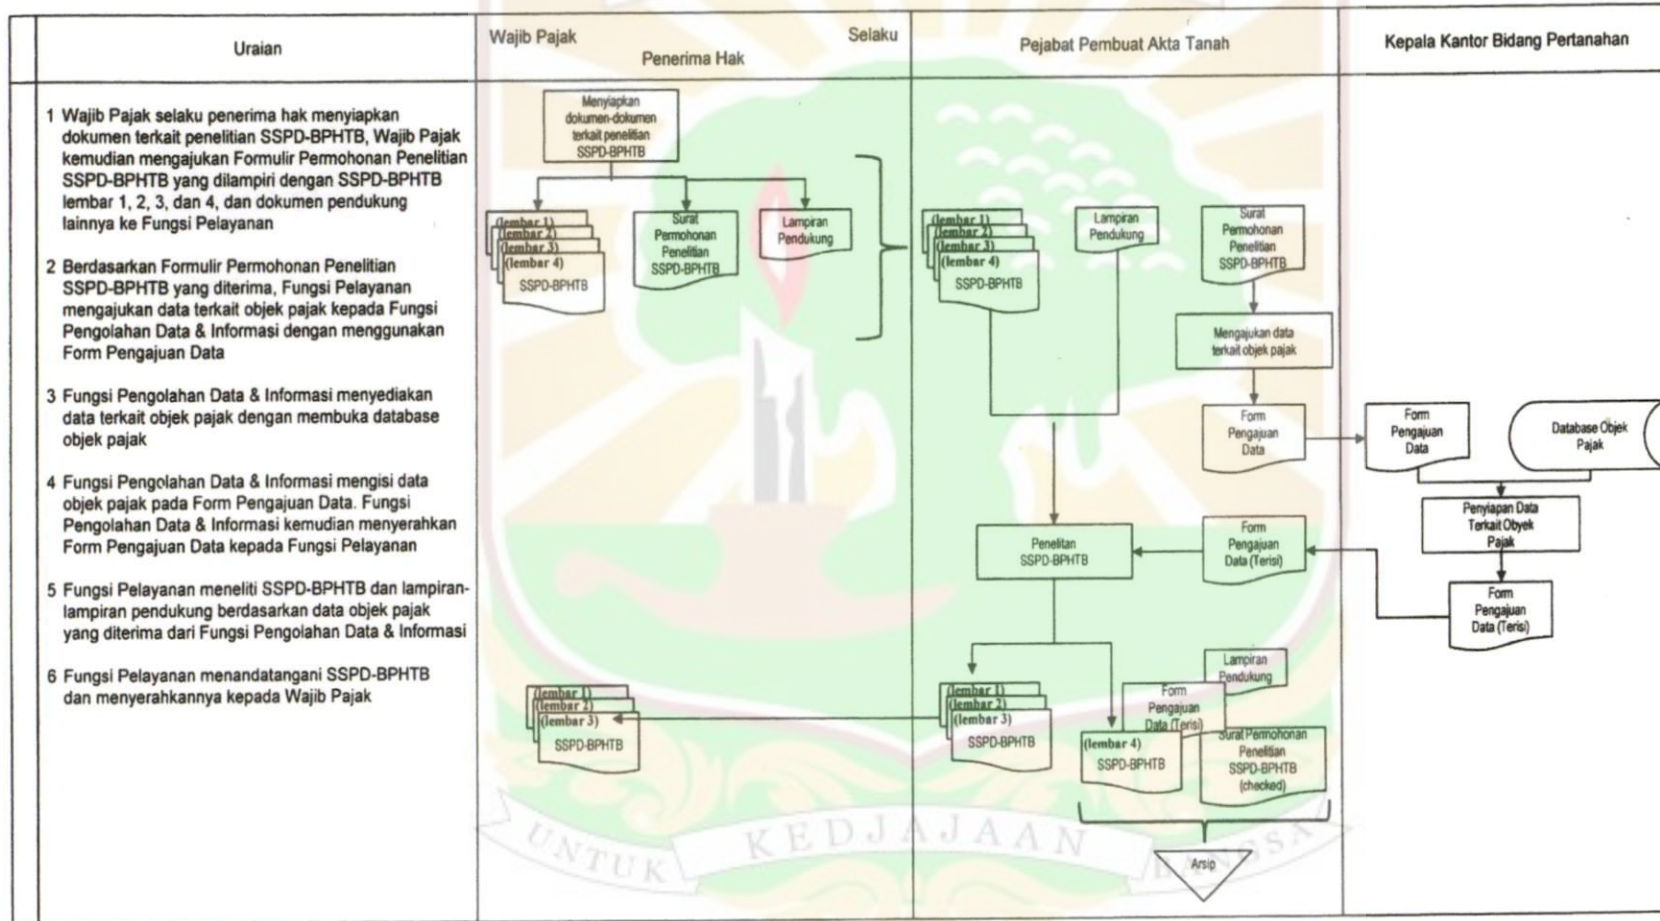 Uraian
Wajib Pajak Selaku
Penerima Hak
Pejabat Pembuat Akta Tanah
Kepala Kantor Bidang Pertanahan
1 Wajib Pajak selaku penerima hak menyiapkan
dokumen terkait penelitian SSPD-BPHTB, Wajib Pajak
kemudian mengajukan Formulir Permohonan Penelitian
SSPD-BPHTB yang dilampiri dengan SSPD-BPHTB
lembar 1, 2, 3, dan 4, dan dokumen pendukung
lainnya ke Fungsi Pelayanan
2 Berdasarkan Formulir Permohonan Penelitian
SSPD-BPHTB yang diterima, Fungsi Pelayanan
mengajukan data terkait objek pajak kepada Fungsi
Pengolahan Data & Informasi dengan menggunakan
Form Pengajuan Data
3 Fungsi Pengolahan Data & Informasi menyediakan
data terkait objek pajak dengan membuka database
objek pajak
4 Fungsi Pengolahan Data & Informasi mengisi data
objek pajak pada Form Pengajuan Data. Fungsi
Pengolahan Data & Informasi kemudian menyerahkan
Form Pengajuan Data kepada Fungsi Pelayanan
5 Fungsi Pelayanan meneliti SSPD-BPHTB dan lampiran-
lampiran pendukung berdasarkan data objek pajak
yang diterima dari Fungsi Pengolahan Data & Informasi
6 Fungsi Pelayanan menandatangani SSPD-BPHTB
dan menyerahkannya kepada Wajib Pajak
Menyiapkan
dokumen-dokumen
terkait penelitian
SSPD-BPHTB
(lembar 1)
(lembar 2)
(lembar 3)
(lembar 4)
SSPD-BPHTB
Surat
Permohonan
Penelitian
SSPD-BPHTB
Lampiran
Pendukung
(lembar 1)
(lembar 2)
(lembar 3)
SSPD-BPHTB
(lembar 1)
(lembar 2)
(lembar 3)
(lembar 4)
SSPD-BPHTB
Lampiran
Pendukung
Surat
Permohonan
Penelitian
SSPD-BPHTB
Mengajukan data
terkait objek pajak
Form
Pengajuan
Data
Penelitan
SSPD-BPHTB
Form
Pengajuan
Data (Terisi)
(lembar 1)
(lembar 2)
(lembar 3)
SSPD-BPHTB
Lampiran
Pendukung
Form
Pengajuan
Data (Terisi)
(lembar 4)
SSPD-BPHTB
Surat Permohonan
Penelitian
SSPD-BPHTB
(checked)
Arsip
Form
Pengajuan
Data
Database Objek
Pajak
Penyiapan Data
Terkait Obyek
Pajak
Form
Pengajuan
Data (Terisi)
UNTUK KEDJAJAAN BANGSA